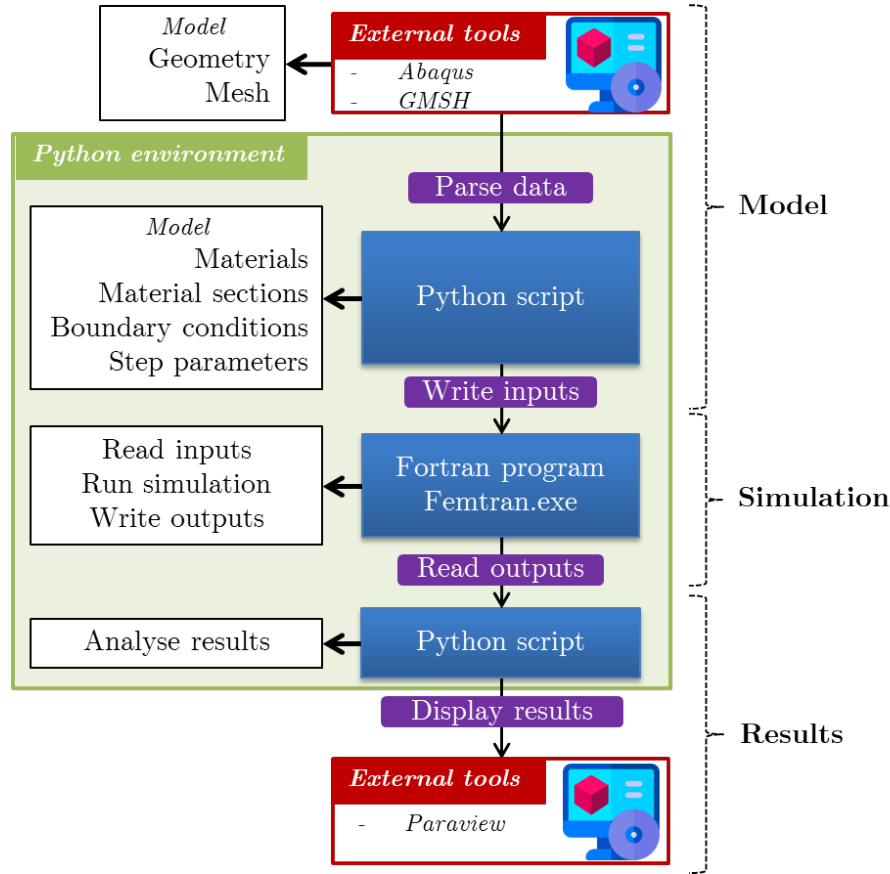 Model
Geometry
Mesh
External tools
- Abaqus
- GMSH
Python environment
Parse data
Model
Materials
Material sections
Boundary conditions
Step parameters
Python script
Model
Write inputs
Read inputs
Run simulation
Write outputs
Fortran program
Femtran.exe
Simulation
Read outputs
Analyse results
Python script
Display results
Results
External tools
- Paraview